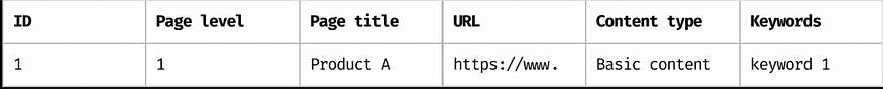 ID Page level Page title URL Content type Keywords
1 1 Product A https://www. Basic content keyword 1